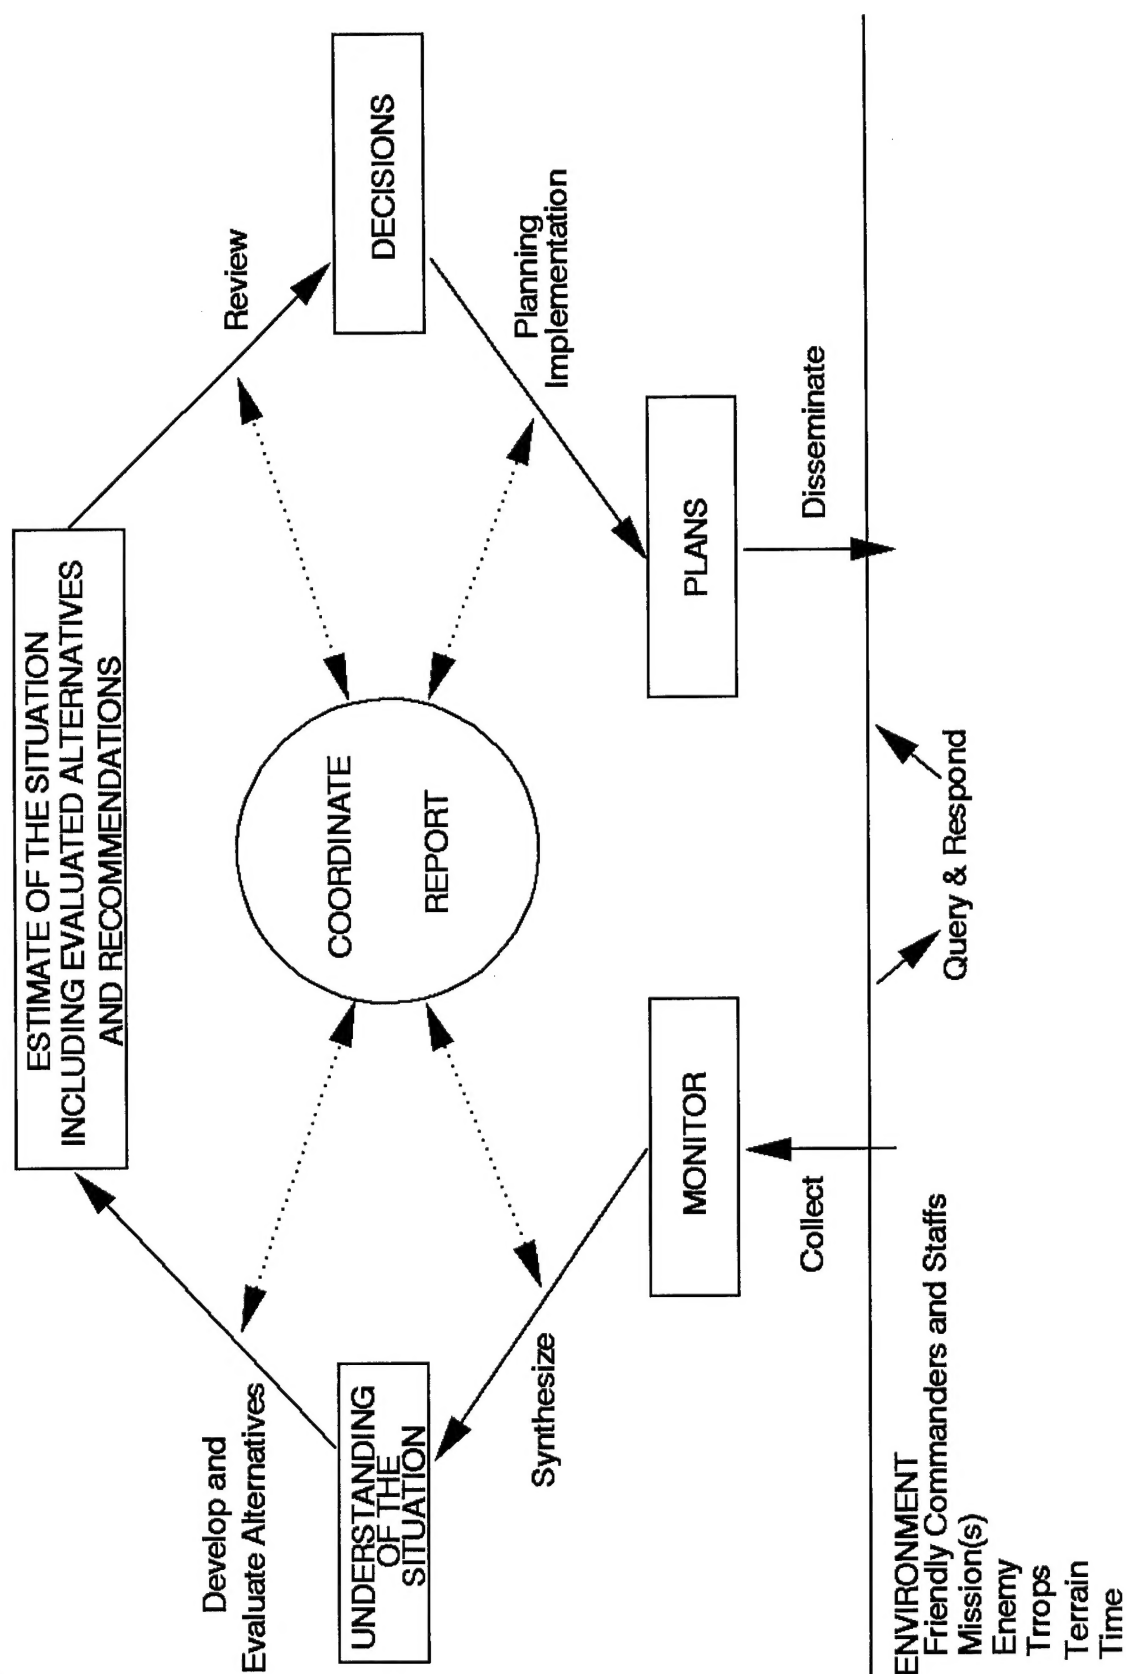 ESTIMATE OF THE SITUATION
INCLUDING EVALUATED ALTERNATIVES
AND RECOMMENDATIONS
Develop and
Evaluate Alternatives
Review
UNDERSTANDING
OF THE
SITUATION
COORDINATE
REPORT
DECISIONS
Synthesize
Planning
Implementation
MONITOR
PLANS
Collect
Disseminate
Query & Respond
ENVIRONMENT
Friendly Commanders and Staffs
Mission(s)
Enemy
Trrops
Terrain
Time